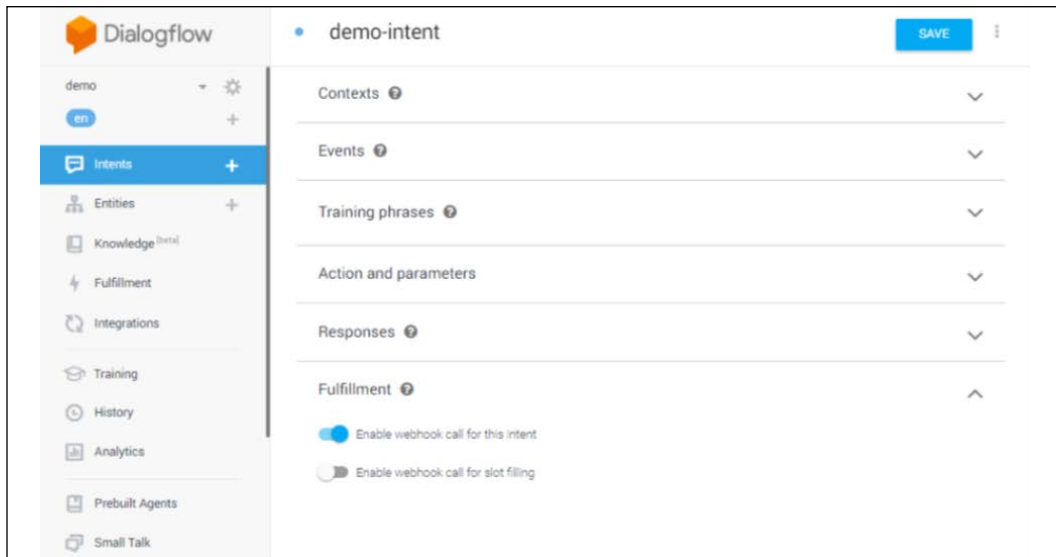 Dialogflow
demo
en
Intents
Entities
Knowledge [beta]
Fulfillment
Integrations
Training
History
Analytics
Prebuilt Agents
Small Talk
demo-intent
SAVE
Contexts
Events
Training phrases
Action and parameters
Responses
Fulfillment
Enable webhook call for this intent
Enable webhook call for slot filling